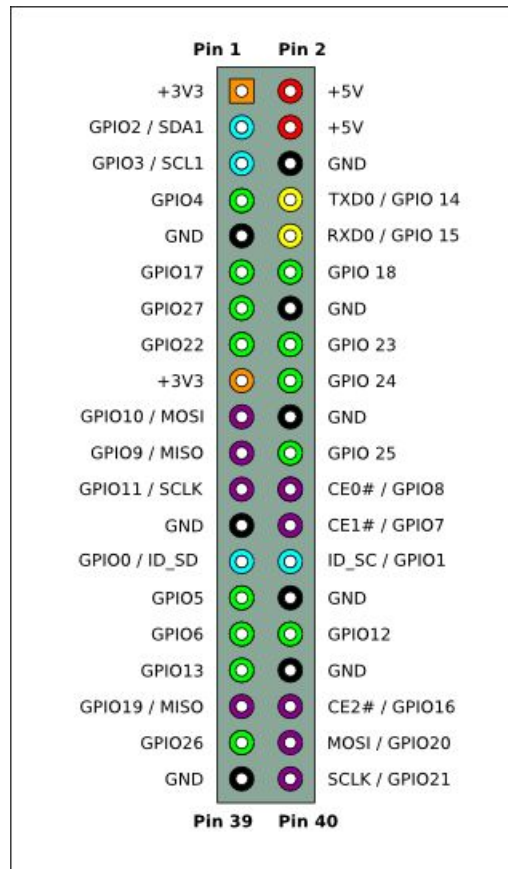 Pin 1 Pin 2
+3V3 +5V
GPIO2 / SDA1 +5V
GPIO3 / SCL1 GND
GPIO4 TXD0 / GPIO 14
GND RXD0 / GPIO 15
GPIO17 GPIO 18
GPIO27 GND
GPIO22 GPIO 23
+3V3 GPIO 24
GPIO10 / MOSI GND
GPIO9 / MISO GPIO 25
GPIO11 / SCLK CE0# / GPIO8
GND CE1# / GPIO7
GPIO0 / ID_SD ID_SC / GPIO1
GPIO5 GND
GPIO6 GPIO12
GPIO13 GND
GPIO19 / MISO CE2# / GPIO16
GPIO26 MOSI / GPIO20
GND SCLK / GPIO21
Pin 39 Pin 40